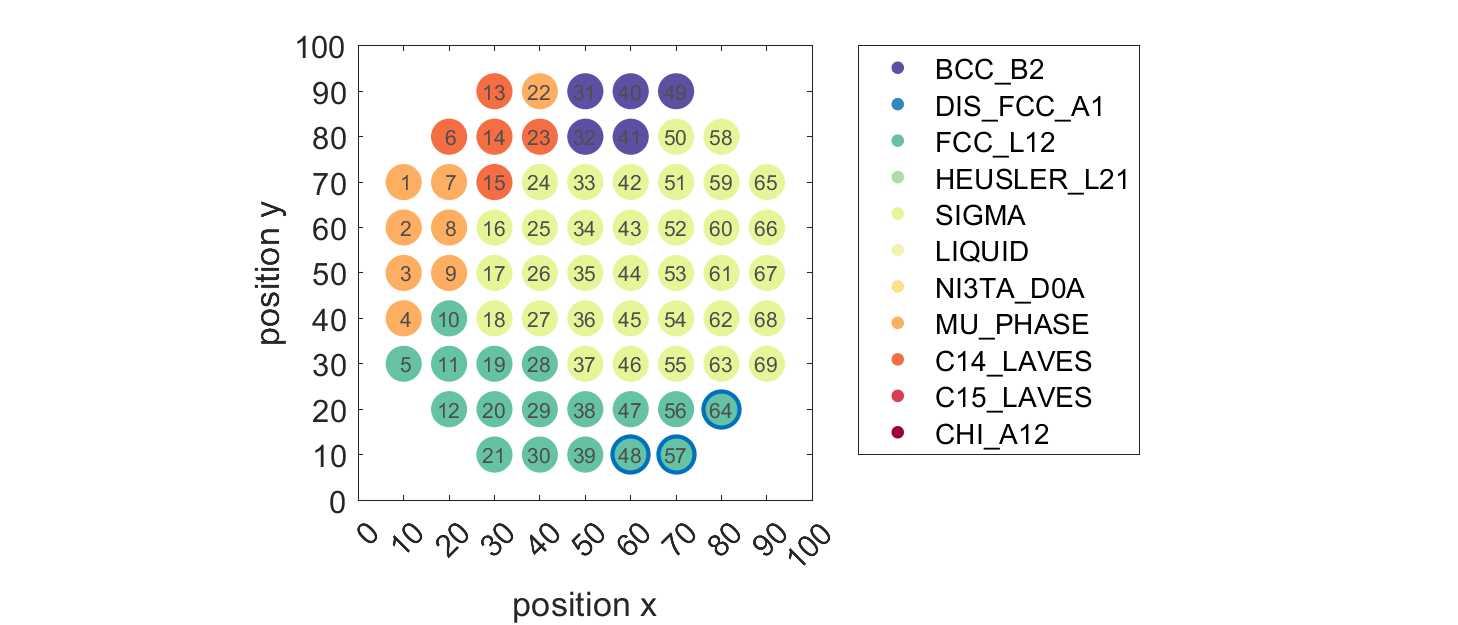 100
90
80
70
60
50
40
30
20
10
0
position y
13 22 31 40 49
6 14 23 32 41 50 58
1 7 15 24 33 42 51 59 65
2 8 16 25 34 43 52 60 66
3 9 17 26 35 44 53 61 67
4 10 18 27 36 45 54 62 68
5 11 19 28 37 46 55 63 69
12 20 29 38 47 56 64
21 30 39 48 57
0 10 20 30 40 50 60 70 80 90 100
position x
BCC_B2
DIS_FCC_A1
FCC_L12
HEUSLER_L21
SIGMA
LIQUID
NI3TA_D0A
MU_PHASE
C14_LAVES
C15_LAVES
CHI_A12